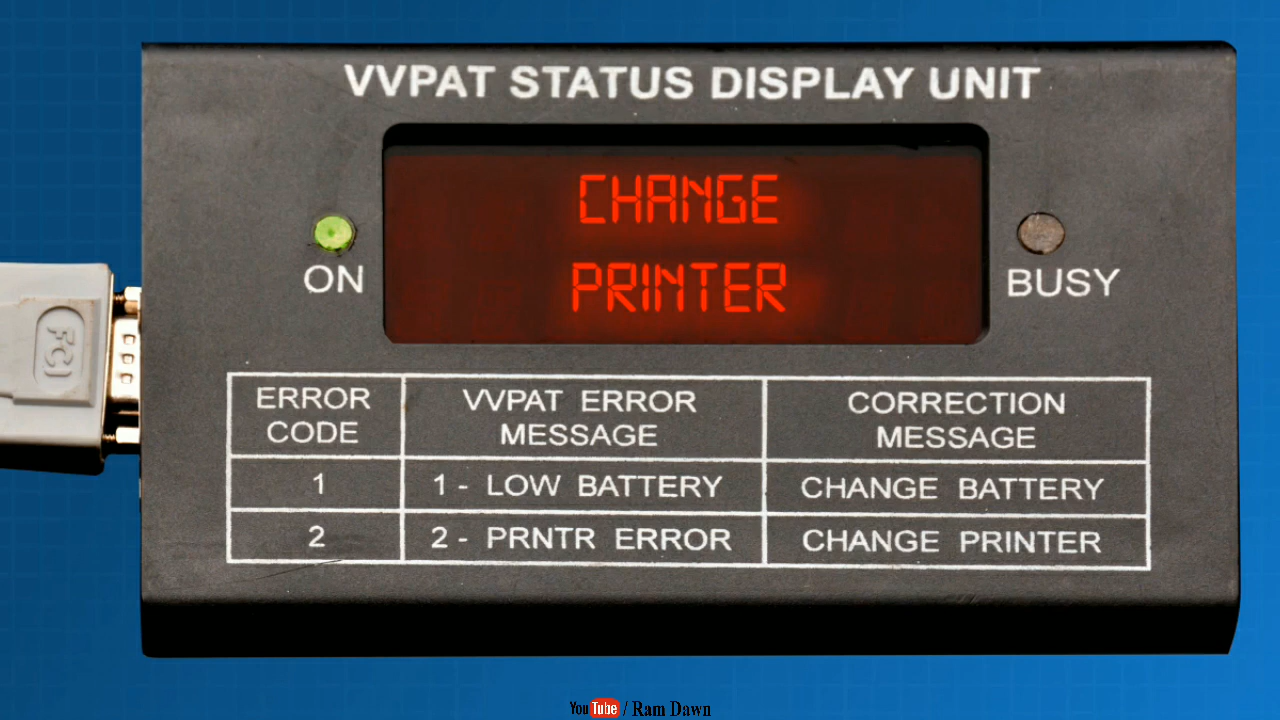 VVPAT STATUS DISPLAY UNIT
CHANGE
PRINTER
ON
BUSY
FCI
ERROR CODE
VVPAT ERROR MESSAGE
CORRECTION MESSAGE
1
1 - LOW BATTERY
CHANGE BATTERY
2
2 - PRNTR ERROR
CHANGE PRINTER
YouTube / Ram Dawn